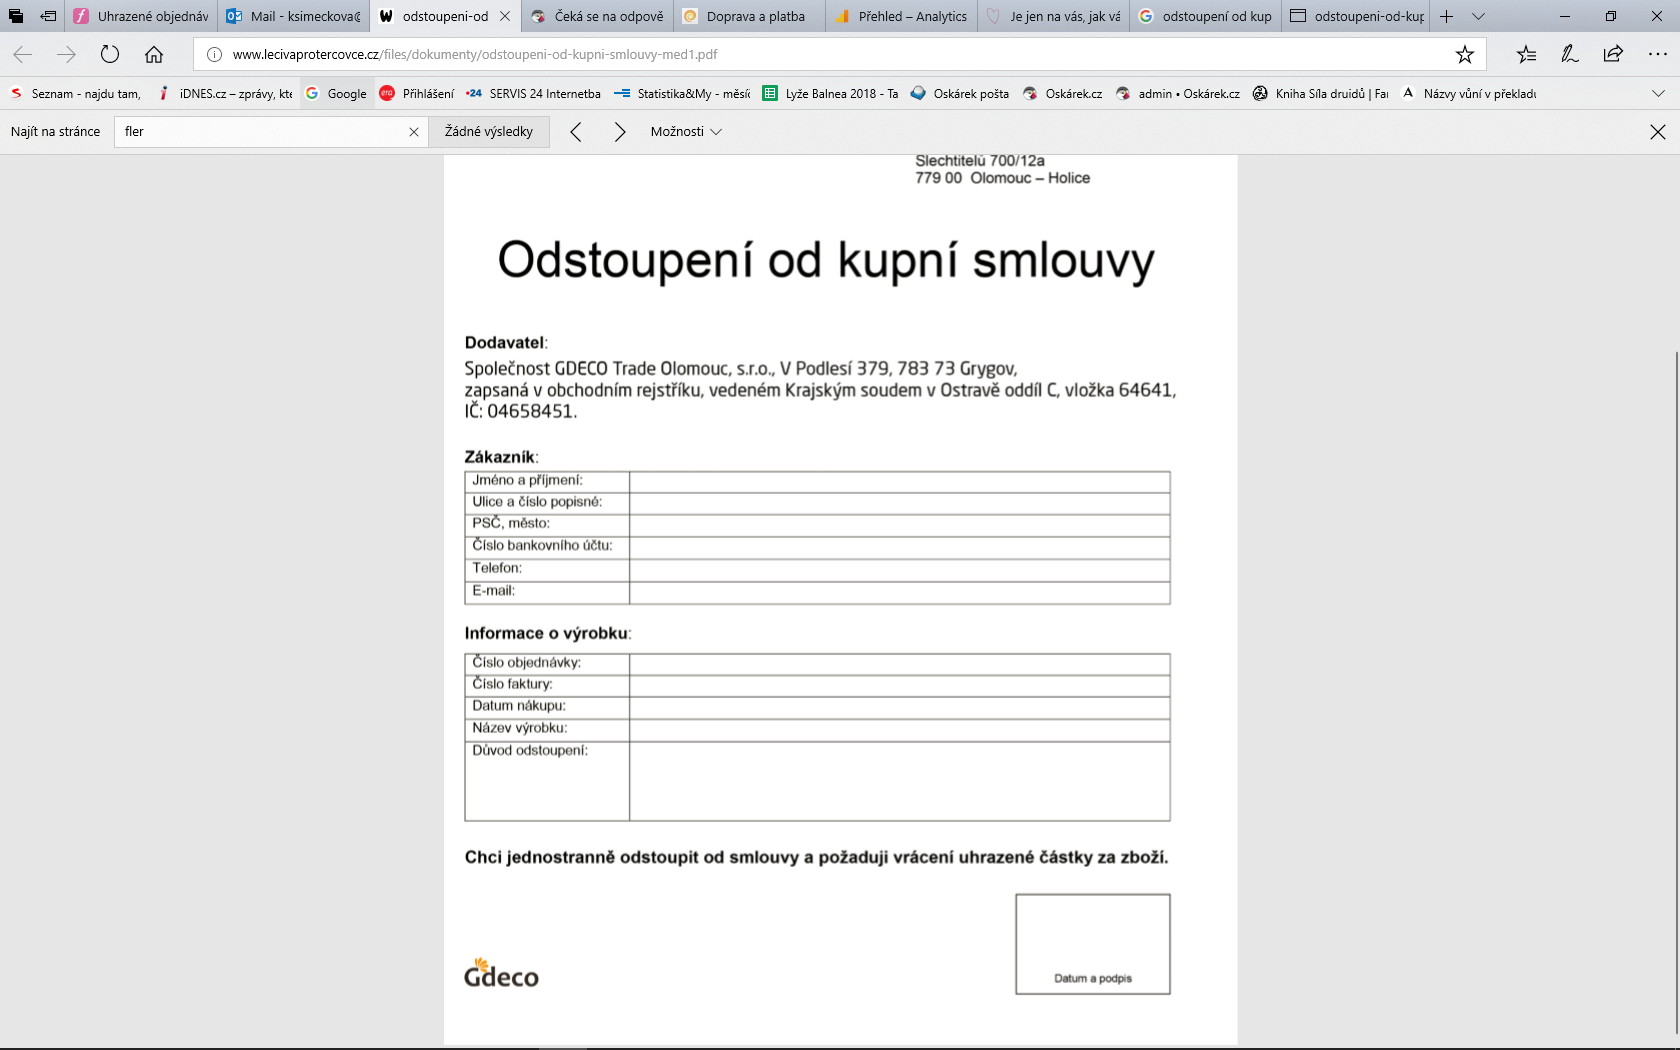 Uhrazené objednáv
Mail - ksimeckova@
odstoupeni-od
Čeká se na odpově
Doprava a platba
Přehled – Analytics
Je jen na vás, jak vá
odstoupení od kup
odstoupeni-od-kup
www.lecivaprotercovce.cz/files/dokumenty/odstoupeni-od-kupni-smlouvy-med1.pdf
Seznam - najdu tam,
iDNES.cz – zprávy, kte
Google
Přihlášení
SERVIS 24 Internetba
Statistika&My - měsíc
Lyže Balnea 2018 - Ta
Oskárek pošta
Oskárek.cz
admin • Oskárek.cz
Kniha Síla druidů | Fan
Názvy vůní v překladu
Najít na stránce
fler
Žádné výsledky
Možnosti
Šlechtitelů 700/12a
779 00 Olomouc – Holice
Odstoupení od kupní smlouvy
Dodavatel:
Společnost GDECO Trade Olomouc, s.r.o., V Podlesí 379, 783 73 Grygov,
zapsaná v obchodním rejstříku, vedeném Krajským soudem v Ostravě oddíl C, vložka 64641,
IČ: 04658451.
Zákazník:
Jméno a příjmení:
Ulice a číslo popisné:
PSČ, město:
Číslo bankovního účtu:
Telefon:
E-mail:
Informace o výrobku:
Číslo objednávky:
Číslo faktury:
Datum nákupu:
Název výrobku:
Důvod odstoupení:
Chci jednostranně odstoupit od smlouvy a požaduji vrácení uhrazené částky za zboží.
Gdeco
Datum a podpis